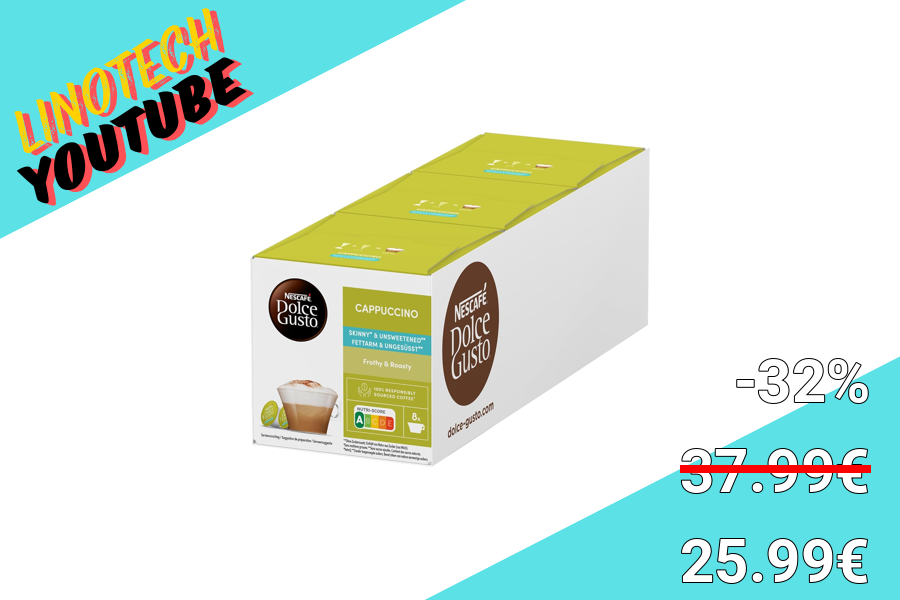 LINOTECH
YOUTUBE
NESCAFÉ
Dolce
Gusto
CAPPUCCINO
SKINNY* & UNSWEETENED**
FETTARM & UNGESÜSST**
Frothy & Roasty
100% RESPONSIBLY
SOURCED COFFEE*
NUTRI-SCORE
A B C D E
8x
NESCAFÉ
Dolce
Gusto
dolce-gusto.com
-32%
37.99€
25.99€